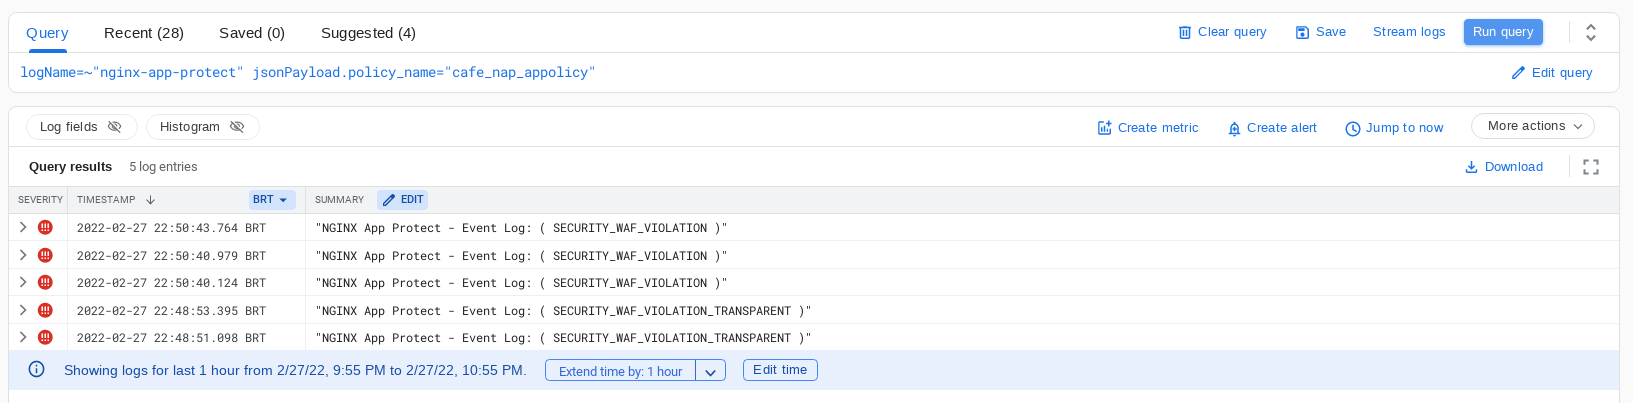 Query Recent (28) Saved (0) Suggested (4) Clear query Save Stream logs Run query
logName=~"nginx-app-protect" jsonPayload.policy_name="cafe_nap_appolicy" Edit query
Log fields Histogram Create metric Create alert Jump to now More actions
Query results 5 log entries Download
SEVERITY TIMESTAMP BRT SUMMARY EDIT
2022-02-27 22:50:43.764 BRT "NGINX App Protect - Event Log: ( SECURITY_WAF_VIOLATION )"
2022-02-27 22:50:40.979 BRT "NGINX App Protect - Event Log: ( SECURITY_WAF_VIOLATION )"
2022-02-27 22:50:40.124 BRT "NGINX App Protect - Event Log: ( SECURITY_WAF_VIOLATION )"
2022-02-27 22:48:53.395 BRT "NGINX App Protect - Event Log: ( SECURITY_WAF_VIOLATION_TRANSPARENT )"
2022-02-27 22:48:51.098 BRT "NGINX App Protect - Event Log: ( SECURITY_WAF_VIOLATION_TRANSPARENT )"
Showing logs for last 1 hour from 2/27/22, 9:55 PM to 2/27/22, 10:55 PM. Extend time by: 1 hour Edit time